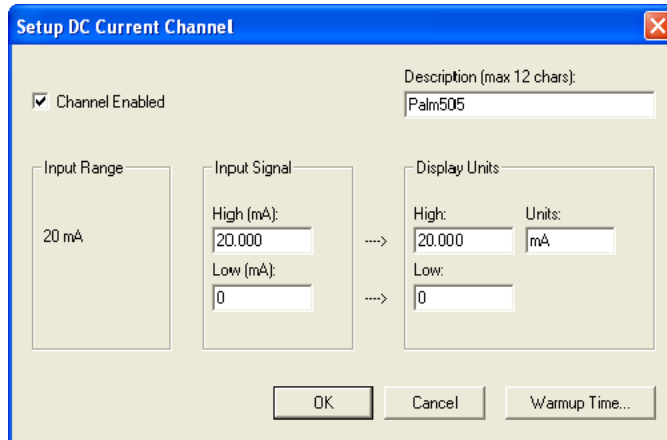 Setup DC Current Channel
Channel Enabled
Description (max 12 chars):
Palm505
Input Range
20 mA
Input Signal
High (mA):
20.000
Low (mA):
0
---->
---->
Display Units
High:
Units:
20.000
mA
Low:
0
OK
Cancel
Warmup Time...